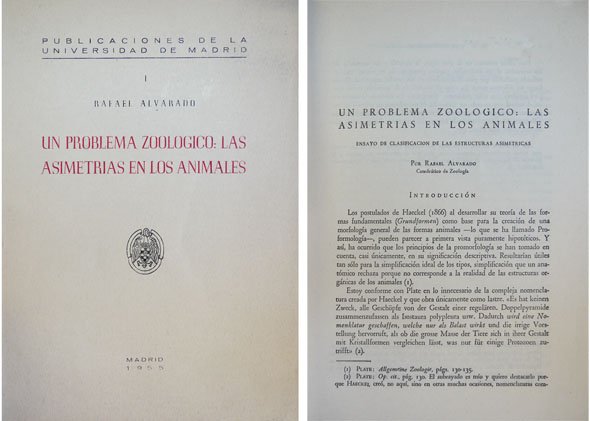 PUBLICACIONES DE LA
UNIVERSIDAD DE MADRID
I
RAFAEL ALVARADO
UN PROBLEMA ZOOLOGICO: LAS
ASIMETRIAS EN LOS ANIMALES
MADRID
1955
UN PROBLEMA ZOOLOGICO: LAS
ASIMETRIAS EN LOS ANIMALES
ENSAYO DE CLASIFICACION DE LAS ESTRUCTURAS ASIMETRICAS
POR RAFAEL ALVARADO
Catedrático de Zoología
INTRODUCCIÓN
Los postulados de Haeckel (1866) al desarrollar su teoría de las for-
mas fundamentales (Grundformen) como base para la creación de una
morfología general de las formas animales —lo que se ha llamado Pro-
formología—, pueden parecer a primera vista puramente hipotéticos. Y
así, ha ocurrido que los principios de la promorfología se han tomado en
cuenta, casi únicamente, en su significación descriptiva. Resultarían útiles
tan sólo para la simplificación ideal de los tipos, simplificación que un ana-
tómico rechaza porque no corresponde a la realidad de las estructuras orgá-
nicas de los animales (1).
Estoy conforme con Plate en lo innecesario de la compleja nomencla-
tura creada por Haeckel y que obra únicamente como lastre. «Es hat keinen
Zweck, alle Geschöpfe von der Gestalt einer regulären. Doppelpyramide
zusammenzufassen als Isostaura polypleura usw. Dadurch wird eine No-
menklatur geschaffen, welche nur als Balast wirkt und die irrige Vors-
tellung hervorruft, als ob die grosse Masse der Tiere sich in ihrer Gestalt
mit Kristallformen vergleichen lässt, was nur für einige Protozoen zu-
trifft» (2).
(1) PLATE: Allgemeine Zoologie, págs. 130-135.
(2) PLATE: Op. cit., pág. 130. El subrayado es mío y quiero destacarlo por-
que HAECKEL creó, no aquí, sino en otras muchas ocasiones, nomenclaturas com-